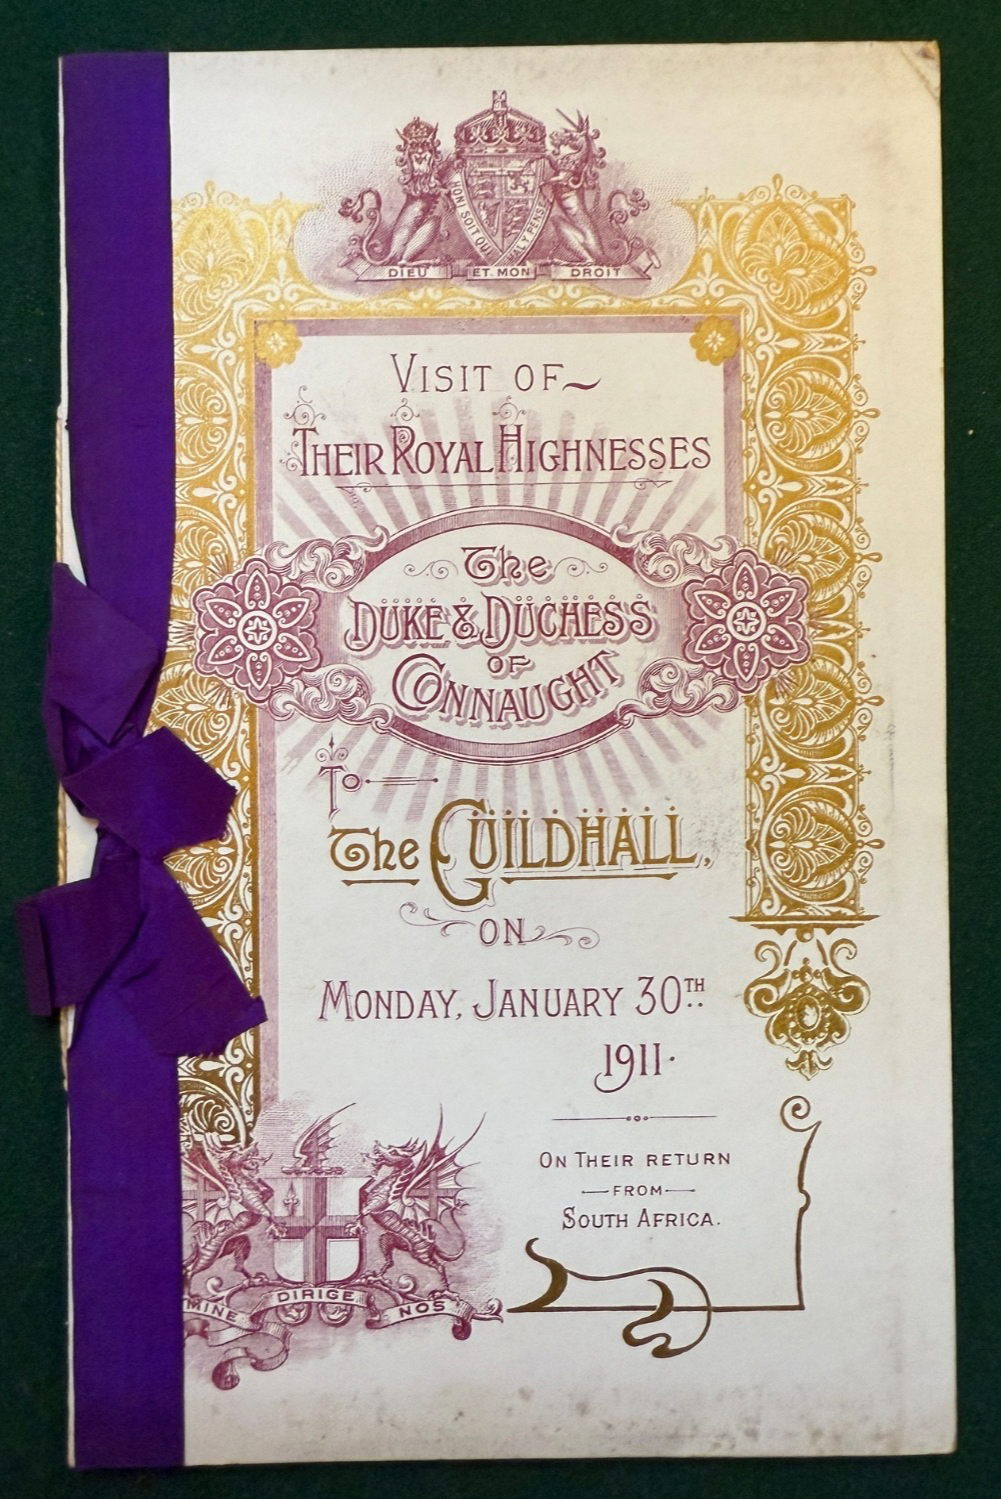 HONI SOIT QUI MAL Y PENSE
DIEU ET MON DROIT
VISIT OF
THEIR ROYAL HIGHNESSES
The
DUKE & DUCHESS
OF
CONNAUGHT
To
The GUILDHALL,
ON
MONDAY, JANUARY 30TH
1911.
ON THEIR RETURN
FROM
SOUTH AFRICA.
MINE DIRIGE NOS